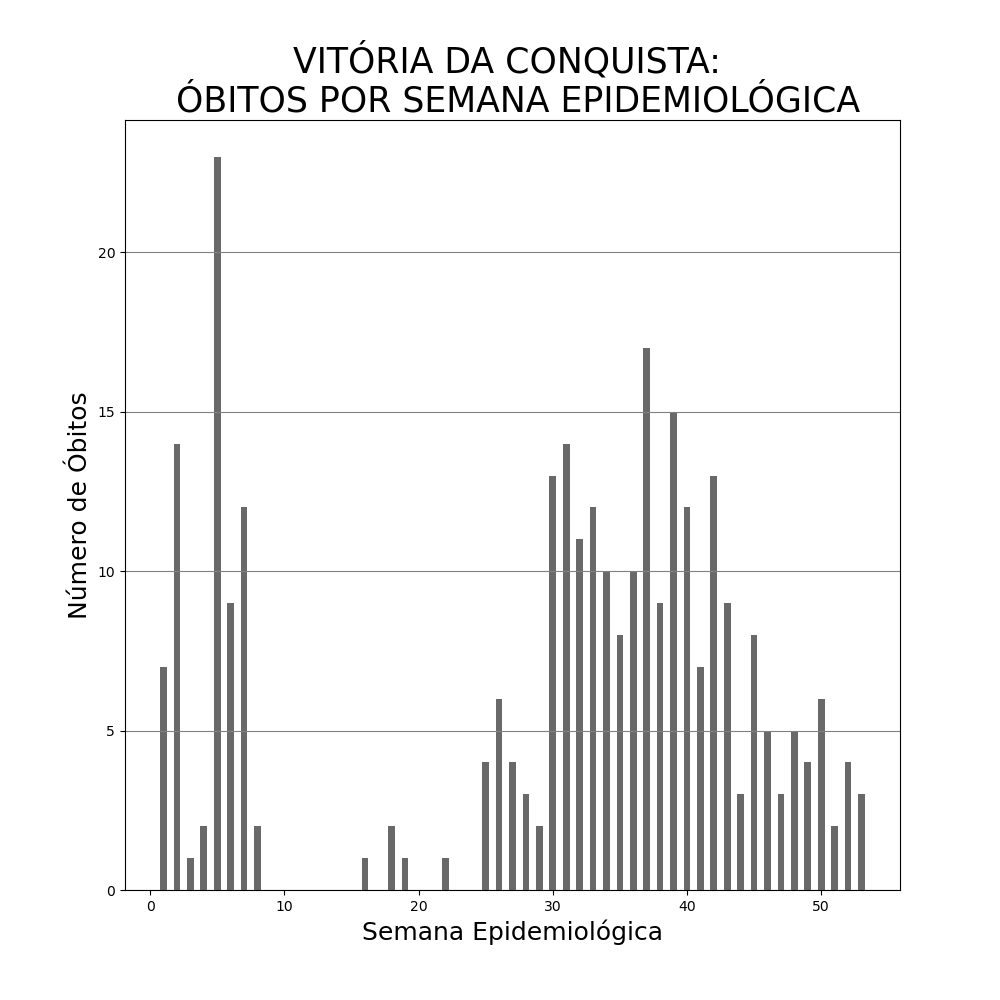 VITÓRIA DA CONQUISTA:
ÓBITOS POR SEMANA EPIDEMIOLÓGICA
Número de Óbitos
20
15
10
5
0
0 10 20 30 40 50
Semana Epidemiológica